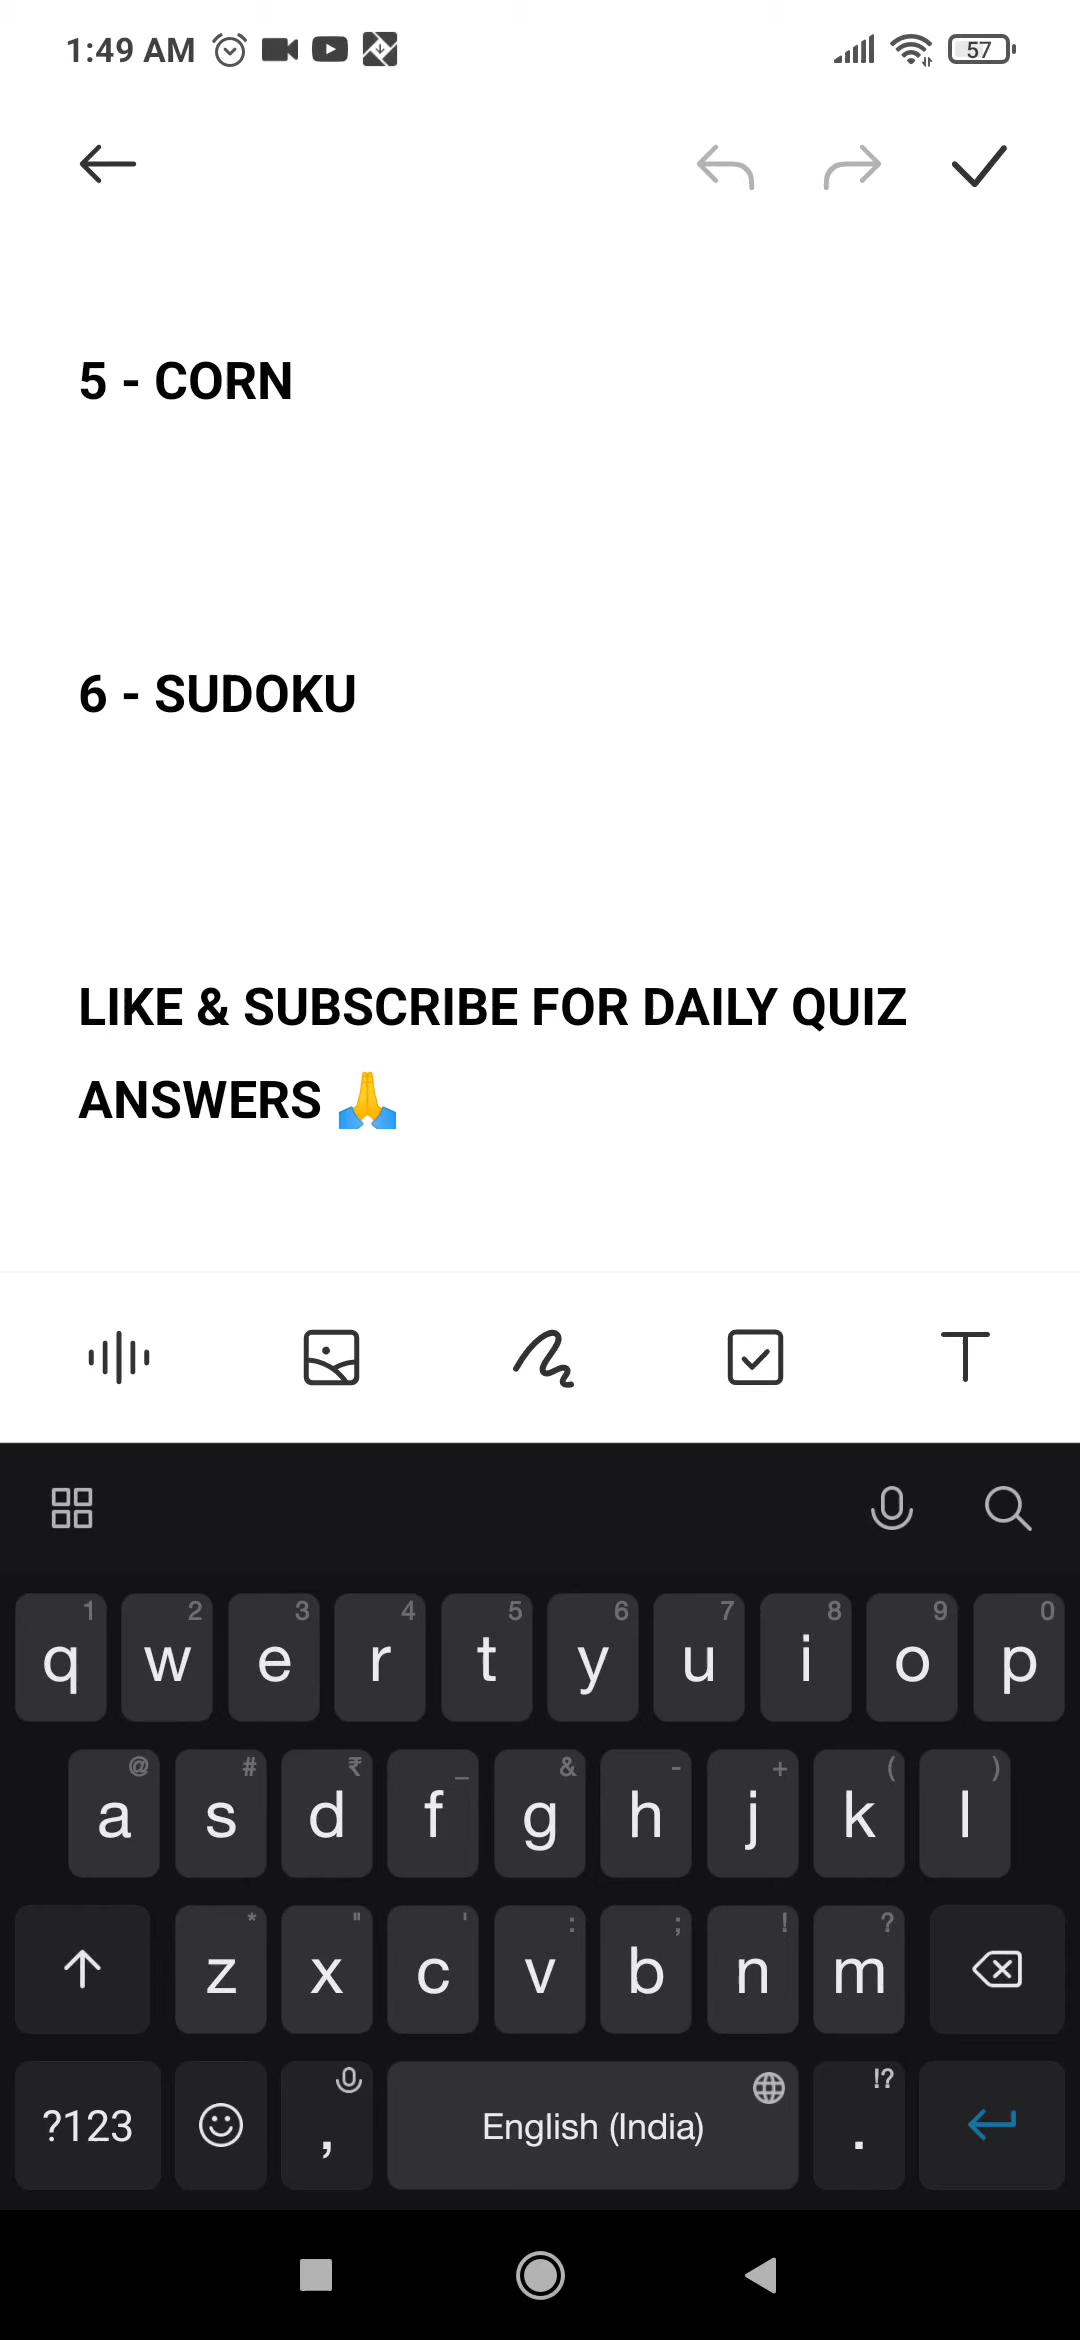 1:49 AM 57
5 - CORN
6 - SUDOKU
LIKE & SUBSCRIBE FOR DAILY QUIZ
ANSWERS 🙏
1 2 3 4 5 6 7 8 9 0
q w e r t y u i o p
@ # ₹ _ & - + ( )
a s d f g h j k l
* " ' : ; ! ?
z x c v b n m
?123 , English (India) . !?